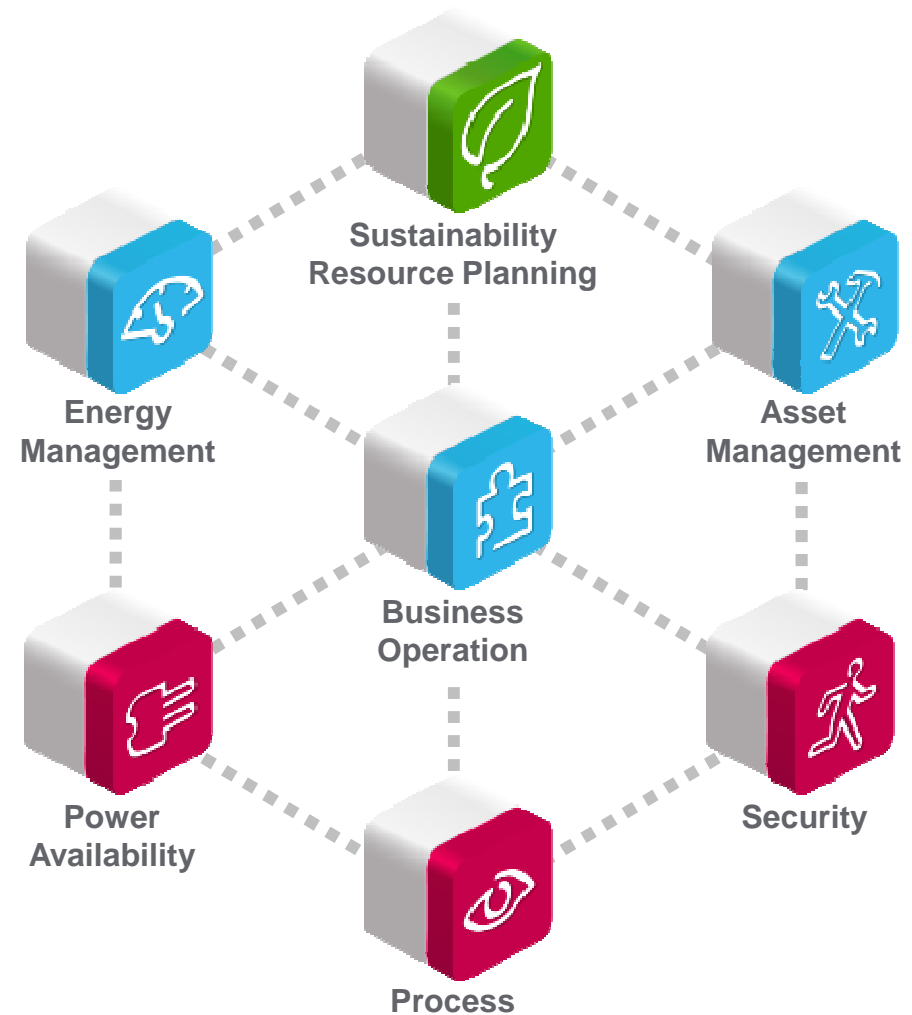 Sustainability
Resource Planning
Energy
Management
Asset
Management
Business
Operation
Power
Availability
Security
Process